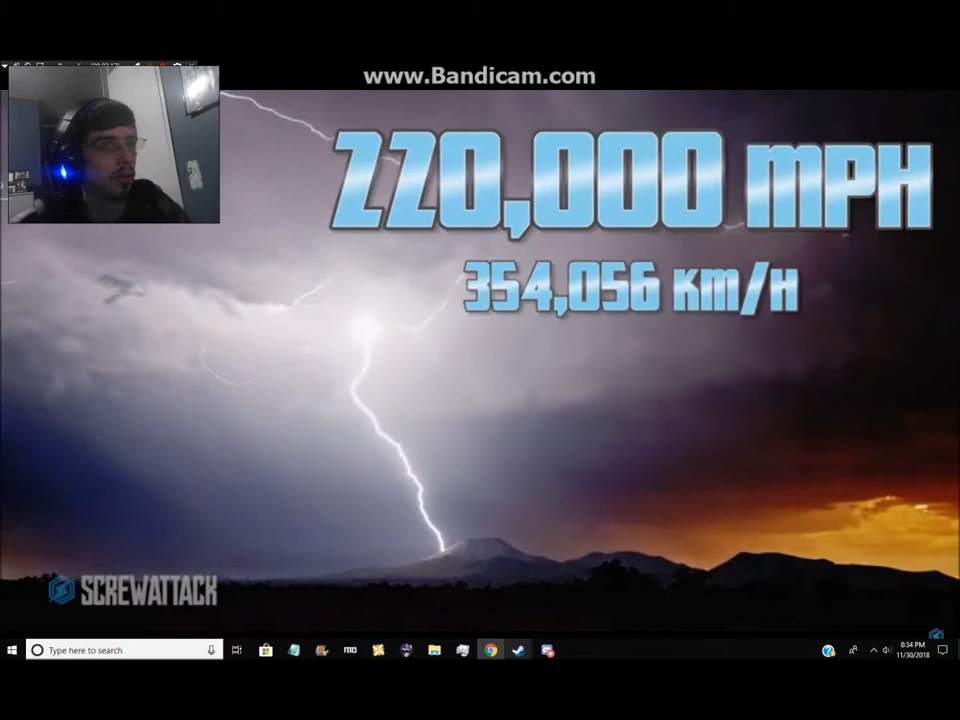 www.Bandicam.com
220,000 MPH
354,056 KM/H
SCREWATTACK
Type here to search
8:34 PM
11/30/2018